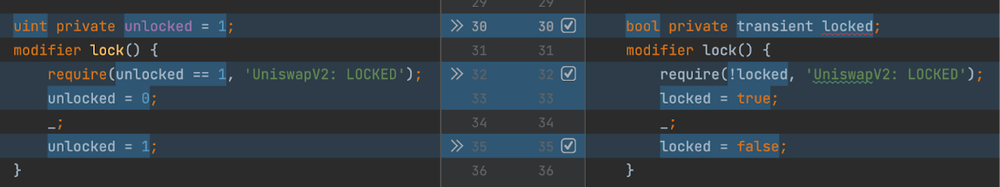 29 29
uint private unlocked = 1; 30 30 bool private transient locked;
modifier lock() { 31 31 modifier lock() {
require(unlocked == 1, 'UniswapV2: LOCKED'); 32 32 require(!locked, 'UniswapV2: LOCKED');
unlocked = 0; 33 33 locked = true;
_; 34 34 _;
unlocked = 1; 35 35 locked = false;
} 36 36 }